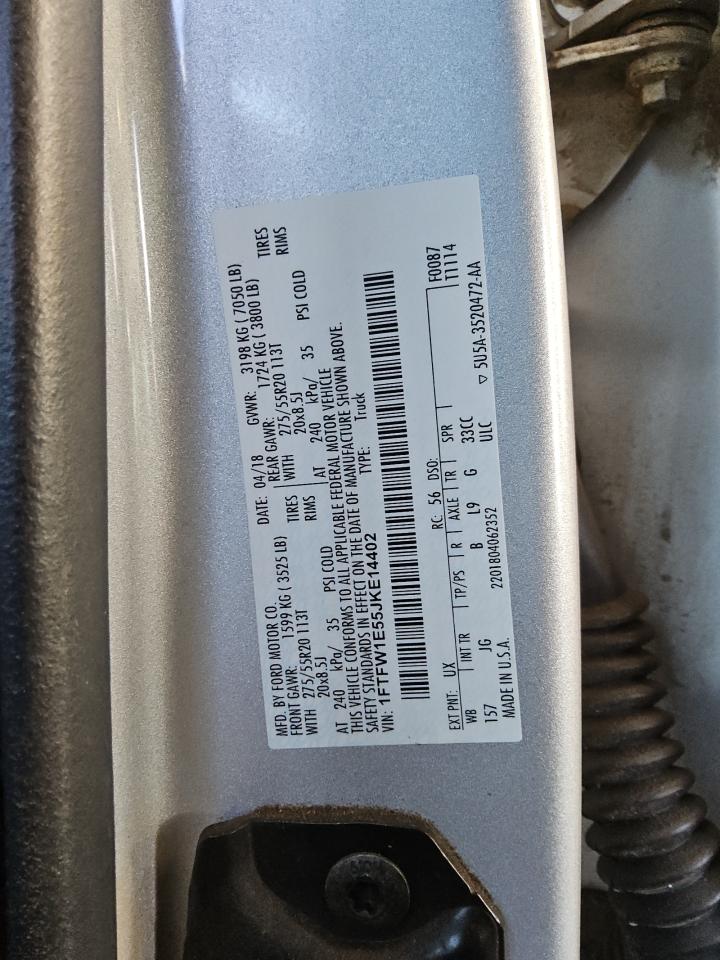 MFD. BY FORD MOTOR CO. DATE: 04/18 GVWR: 3198 KG ( 7050 LB)
FRONT GAWR: 1599 KG ( 3525 LB) REAR GAWR: 1724 KG ( 3800 LB)
WITH 275/55R20 113T TIRES WITH 275/55R20 113T TIRES
20x8.5J RIMS 20x8.5J RIMS
AT 240 kPa/ 35 PSI COLD AT 240 kPa/ 35 PSI COLD
THIS VEHICLE CONFORMS TO ALL APPLICABLE FEDERAL MOTOR VEHICLE
SAFETY STANDARDS IN EFFECT ON THE DATE OF MANUFACTURE SHOWN ABOVE.
VIN: 1FTFW1E55JKE14402 TYPE: Truck
F0087
EXT PNT: UX RC: 56 DSO: T1114
WB INT TR TP/PS R AXLE TR SPR
157 JG B L9 G 33CC
MADE IN U.S.A. 2201804062352 ULC ▽ 5U5A-3520472-AA